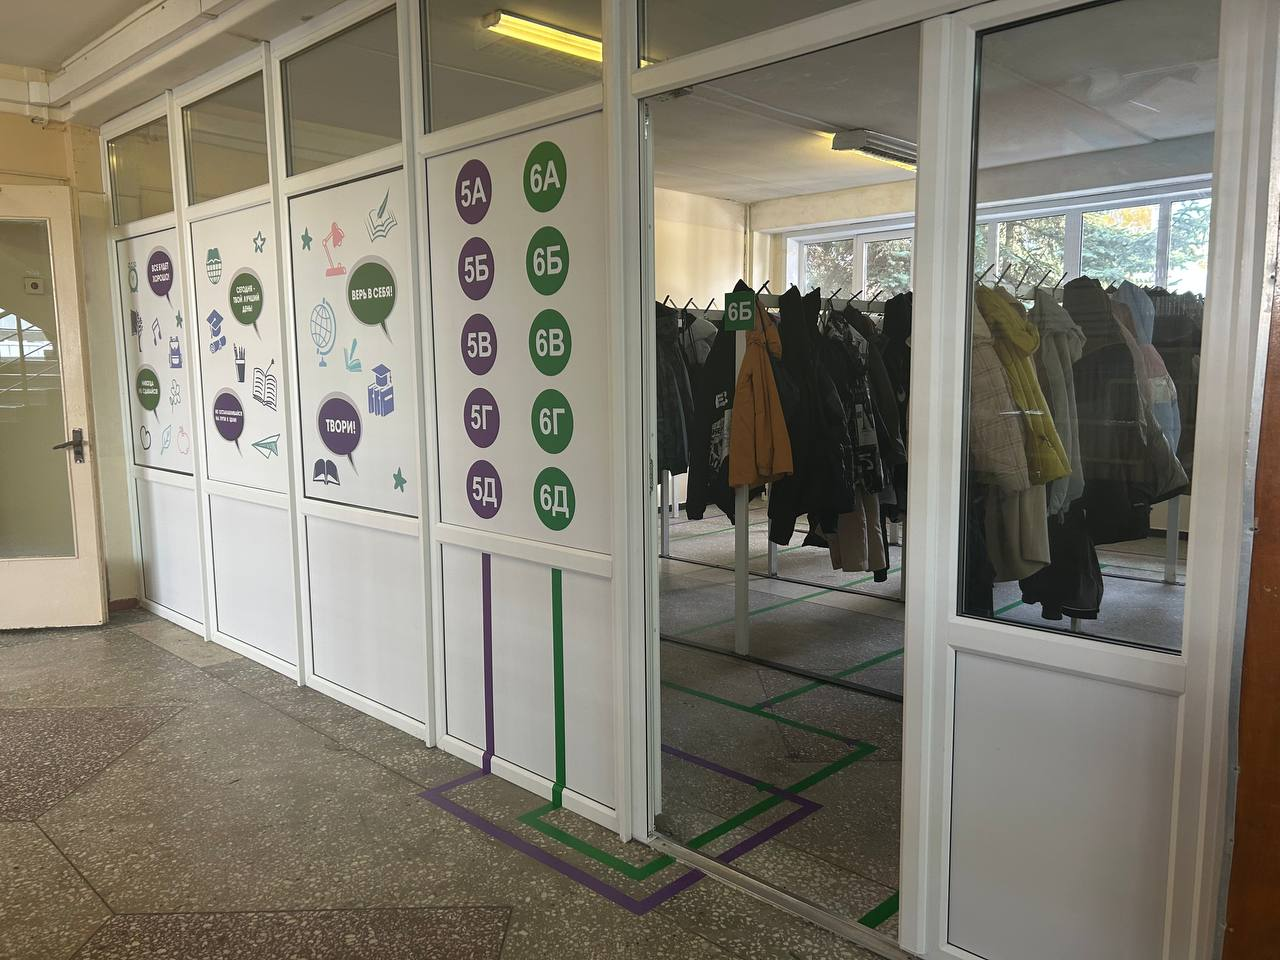 ВСЕ БУДЕТ
ХОРОШО!
НИКОГДА
НЕ СДАВАЙСЯ
СЕГОДНЯ -
ТВОЙ ЛУЧШИЙ
ДЕНЬ!
НЕ ОСТАНАВЛИВАЙСЯ
НА ПУТИ К ЦЕЛИ
ВЕРЬ В СЕБЯ!
ТВОРИ!
5А
6А
5Б
6Б
5В
6В
5Г
6Г
5Д
6Д
6Б